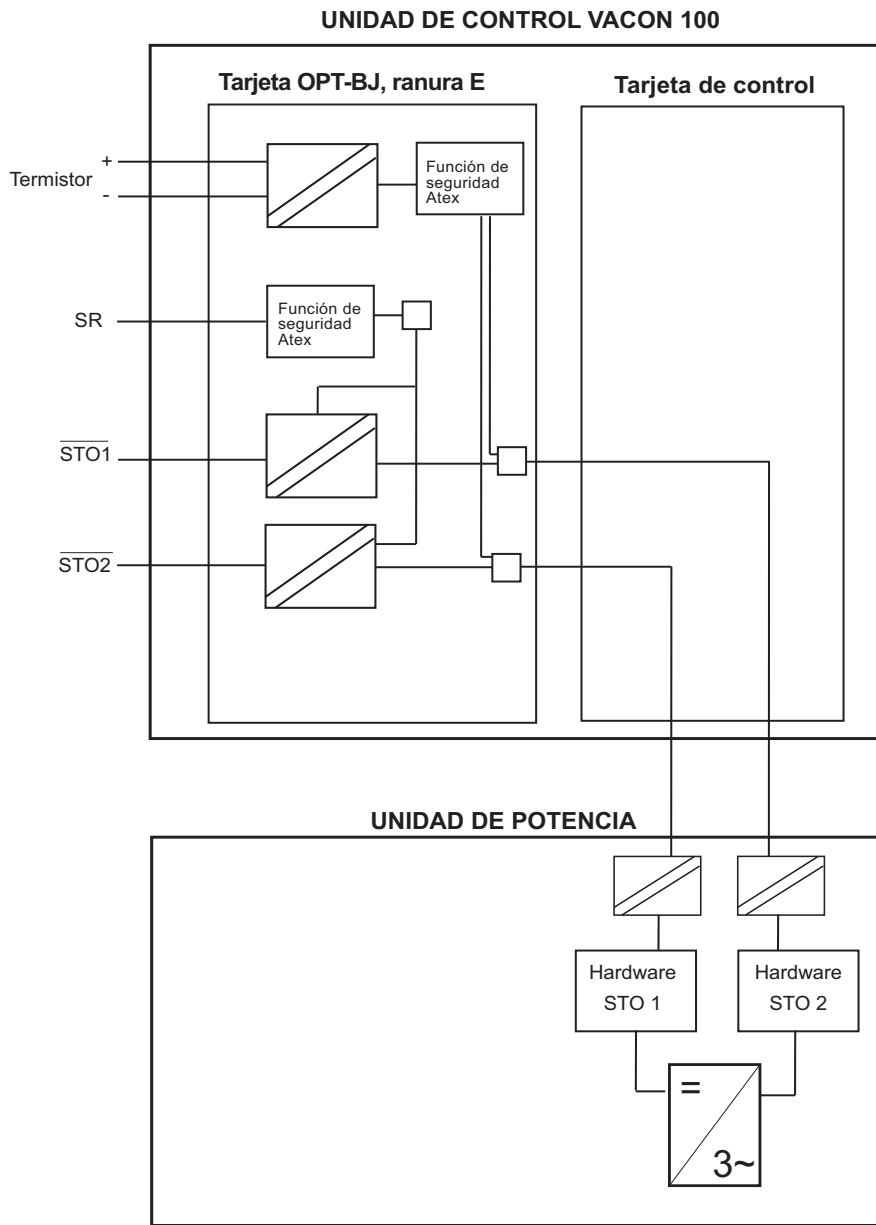 UNIDAD DE CONTROL VACON 100
Tarjeta OPT-BJ, ranura E
Tarjeta de control
Termistor
+
-
Función de
seguridad
Atex
SR
Función de
seguridad
Atex
STO1
STO2
UNIDAD DE POTENCIA
Hardware
STO 1
Hardware
STO 2
=
3~